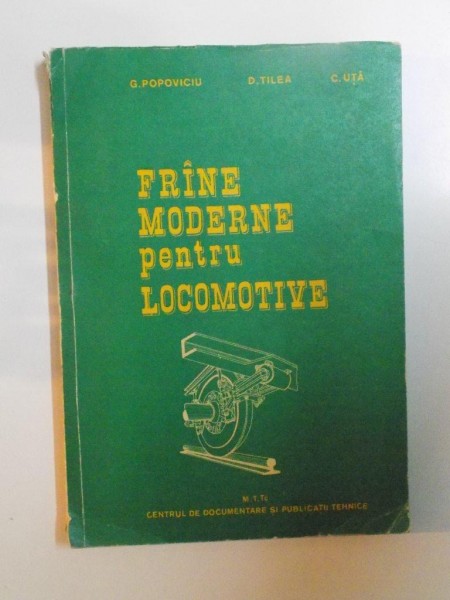 G. POPOVICIU D. TILEA C. UȚĂ
FRÎNE
MODERNE
pentru
LOCOMOTIVE
M.T.Tc
CENTRUL DE DOCUMENTARE ȘI PUBLICAȚII TEHNICE